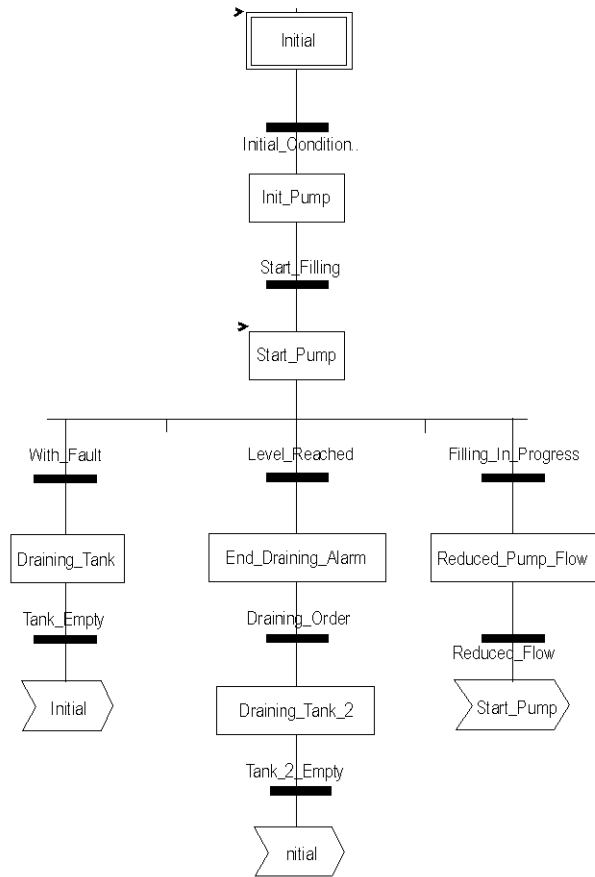 Initial
Initial_Condition..
Init_Pump
Start_Filling
Start_Pump
With_Fault
Level_Reached
Filling_In_Progress
Draining_Tank
End_Draining_Alarm
Reduced_Pump_Flow
Tank_Empty
Draining_Order
Reduced_Flow
Initial
Draining_Tank_2
Start_Pump
Tank_2_Empty
nitial